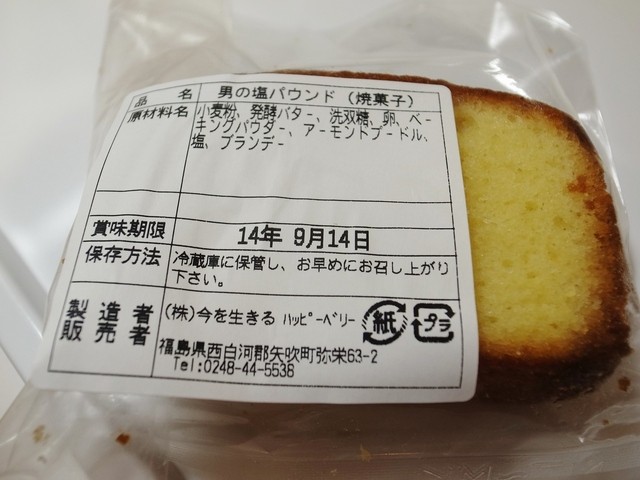 品名 男の塩パウンド（焼菓子）
原材料名 小麦粉、発酵バター、洗双糖、卵、ベー
キングパウダー、アーモンドプードル、
塩、ブランデー
賞味期限 14年 9月14日
保存方法 冷蔵庫に保管し、お早めにお召し上がり
下さい。
製造者
販売者
(株)今を生きる ﾊｯﾋﾟｰﾍﾞﾘｰ 紙 プラ
福島県西白河郡矢吹町弥栄63-2
Tel:0248-44-5536